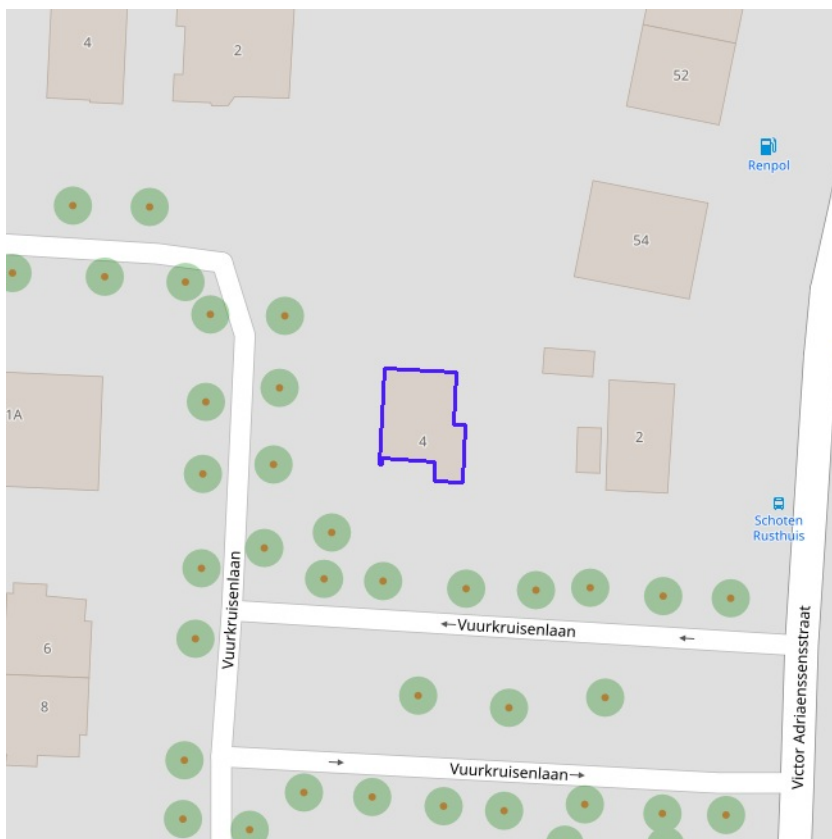 4
2
52
Renpol
54
1A
4
2
Schoten
Rusthuis
Vuurkruisenlaan
←Vuurkruisenlaan
6
8
Victor Adriaenssensstraat
Vuurkruisenlaan→